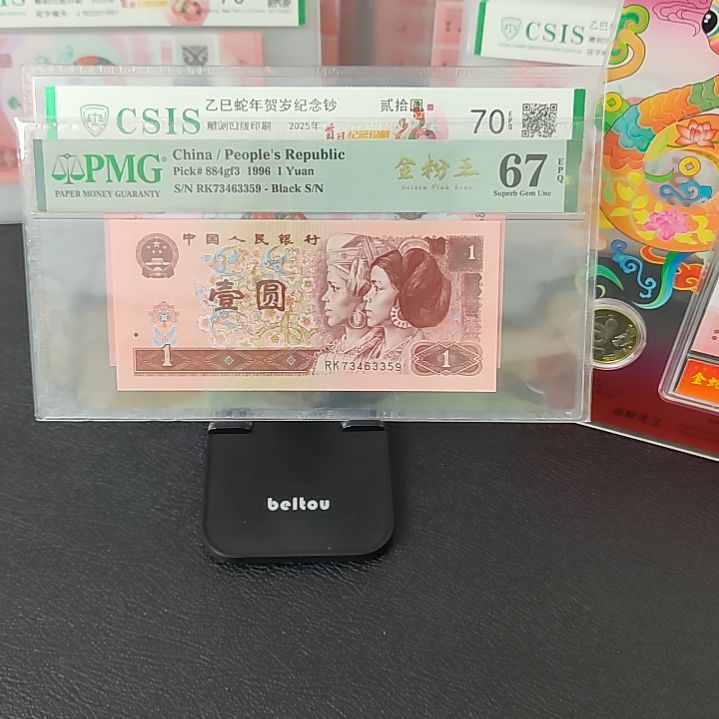 70
CSIS
乙巳
CSIS
乙巳蛇年贺岁纪念钞
贰拾圆
雕刻凹版印刷
2025年
70
EPQ
PMG
PAPER MONEY GUARANTY
China / People's Republic
Pick# 884gf3 1996 1 Yuan
S/N RK73463359 - Black S/N
金粉王
Golden Pink King
67
EPQ
Superb Gem Unc
中国人民银行
壹圆
1
1
1
RK73463359
beltou